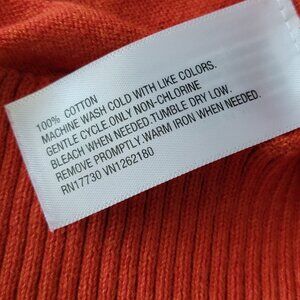 100% COTTON
MACHINE WASH COLD WITH LIKE COLORS.
GENTLE CYCLE.ONLY NON-CHLORINE
BLEACH WHEN NEEDED.TUMBLE DRY LOW.
REMOVE PROMPTLY.WARM IRON WHEN NEEDED.
RN17730 VN1262180